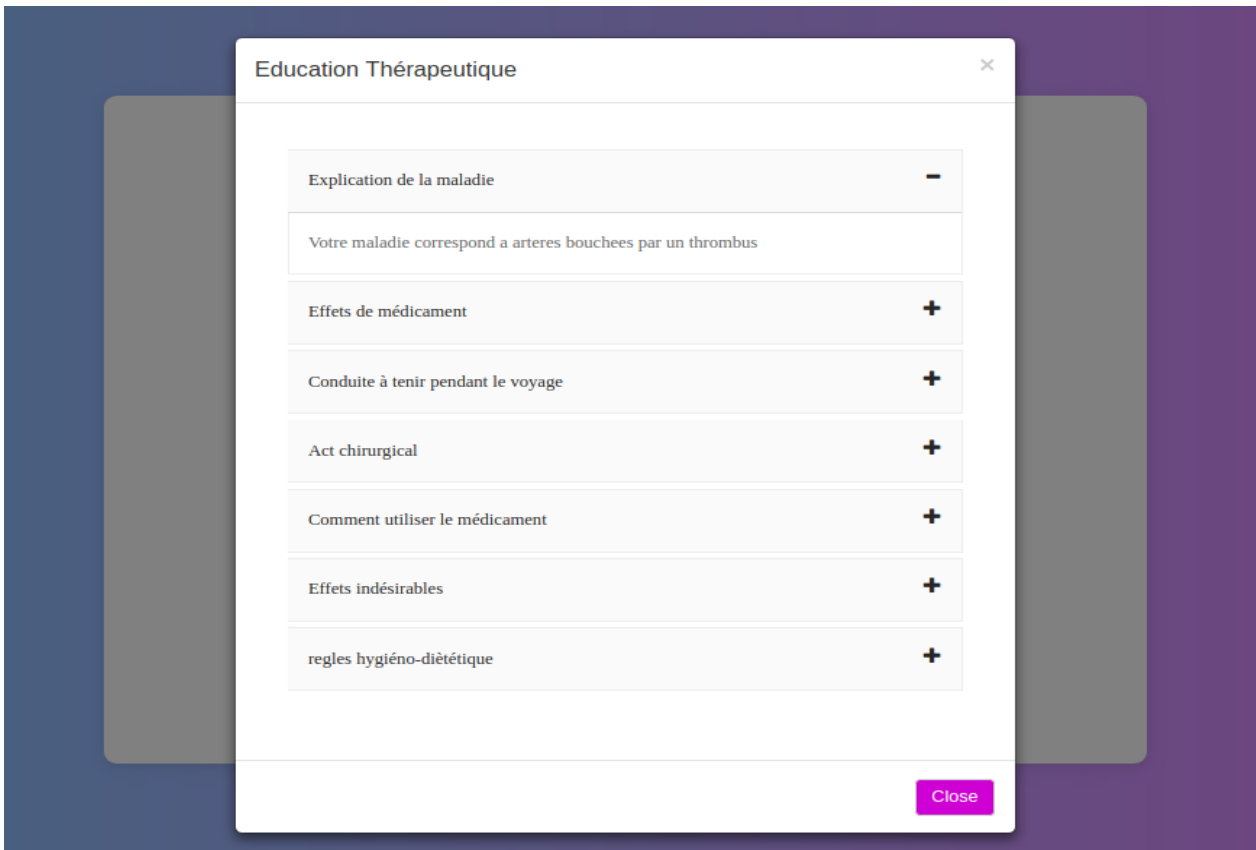 Education Thérapeutique
×
Explication de la maladie
Votre maladie correspond a arteres bouchees par un thrombus
Effets de médicament
Conduite à tenir pendant le voyage
Act chirurgical
Comment utiliser le médicament
Effets indésirables
regles hygiéno-diètétique
Close